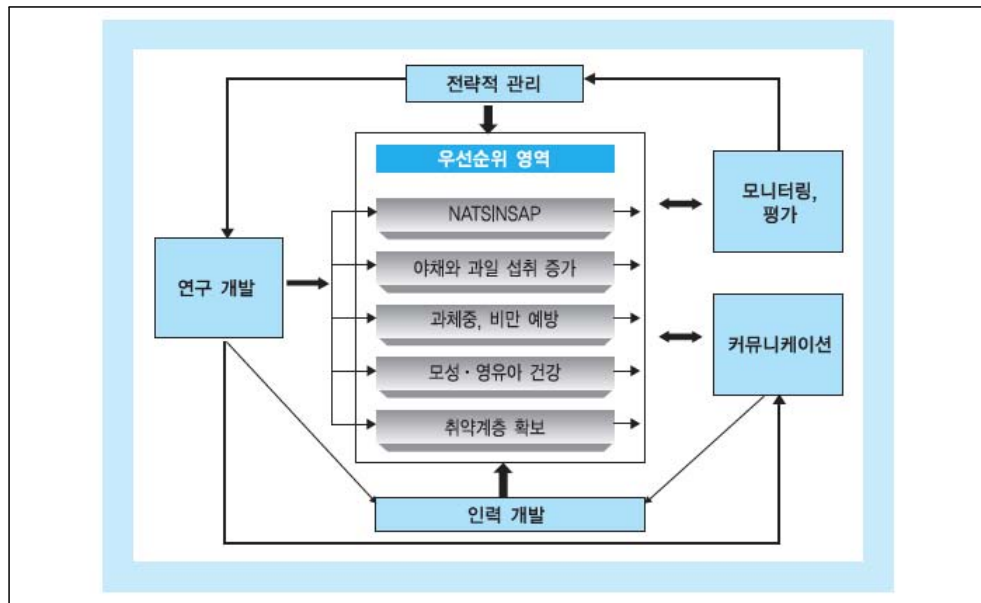 전략적 관리
우선순위 영역
NATSINSAP
야채와 과일 섭취 증가
과체중, 비만 예방
모성·영유아 건강
취약계층 확보
연구 개발
모니터링,
평가
커뮤니케이션
인력 개발